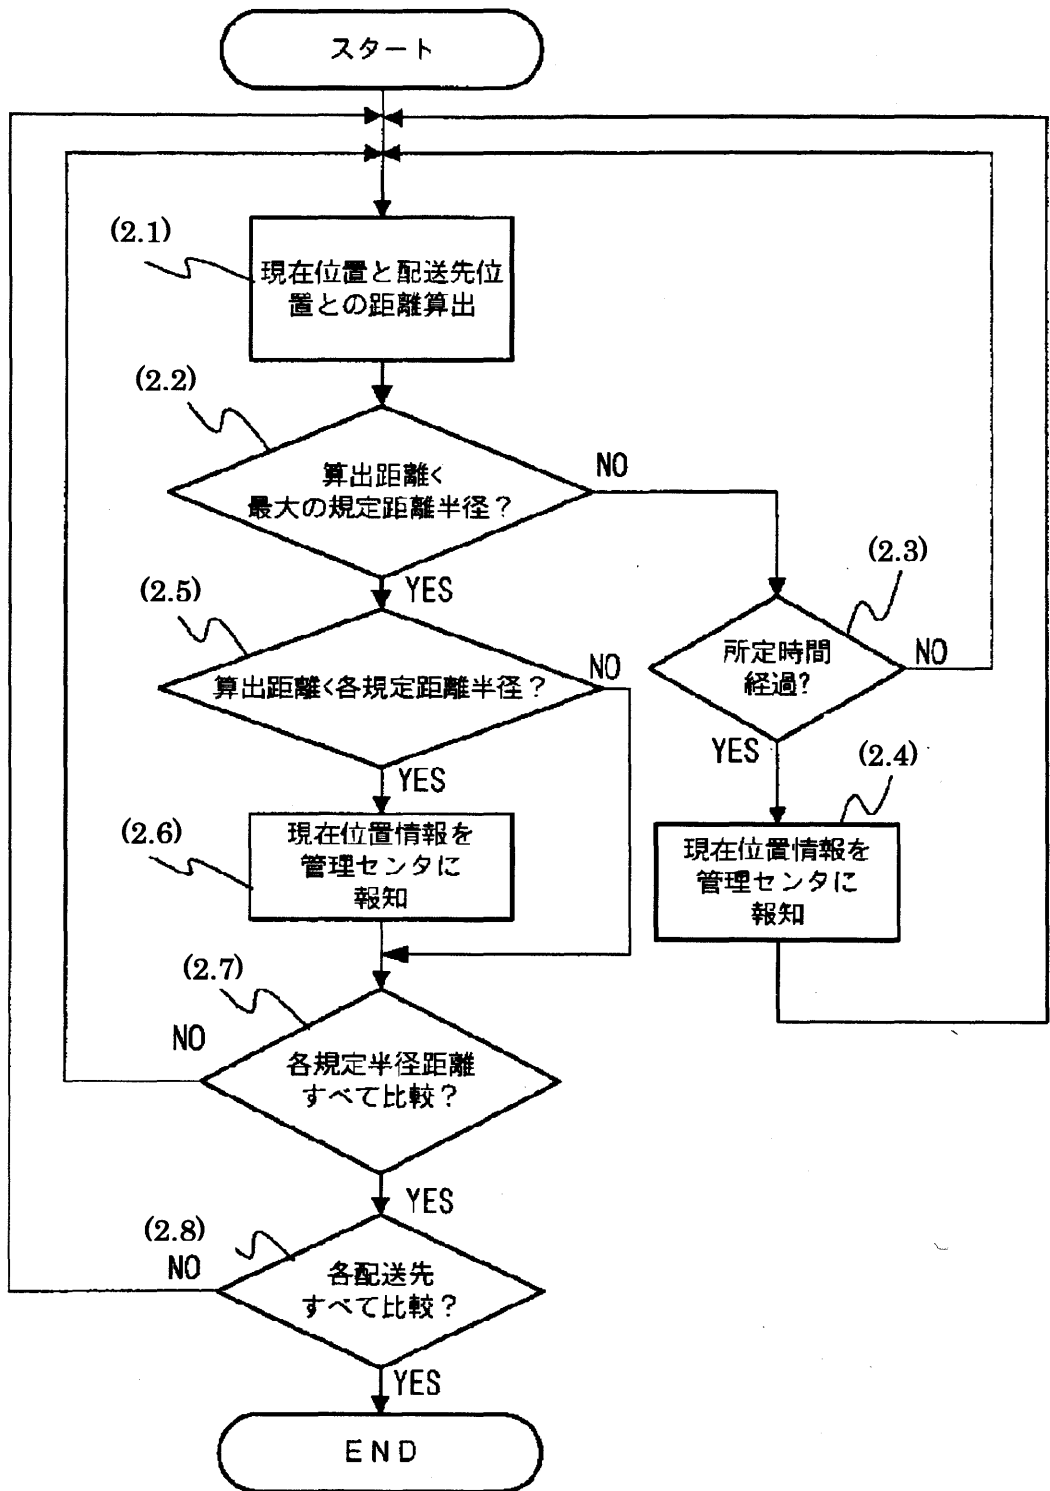 スタート
(2.1)
現在位置と配送先位
置との距離算出
(2.2)
算出距離<
最大の規定距離半径?
NO
YES
(2.3)
所定時間
経過?
NO
YES
(2.4)
現在位置情報を
管理センタに
報知
(2.5)
算出距離<各規定距離半径?
NO
YES
(2.6)
現在位置情報を
管理センタに
報知
(2.7)
NO
各規定半径距離
すべて比較?
YES
(2.8)
NO
各配送先
すべて比較?
YES
END